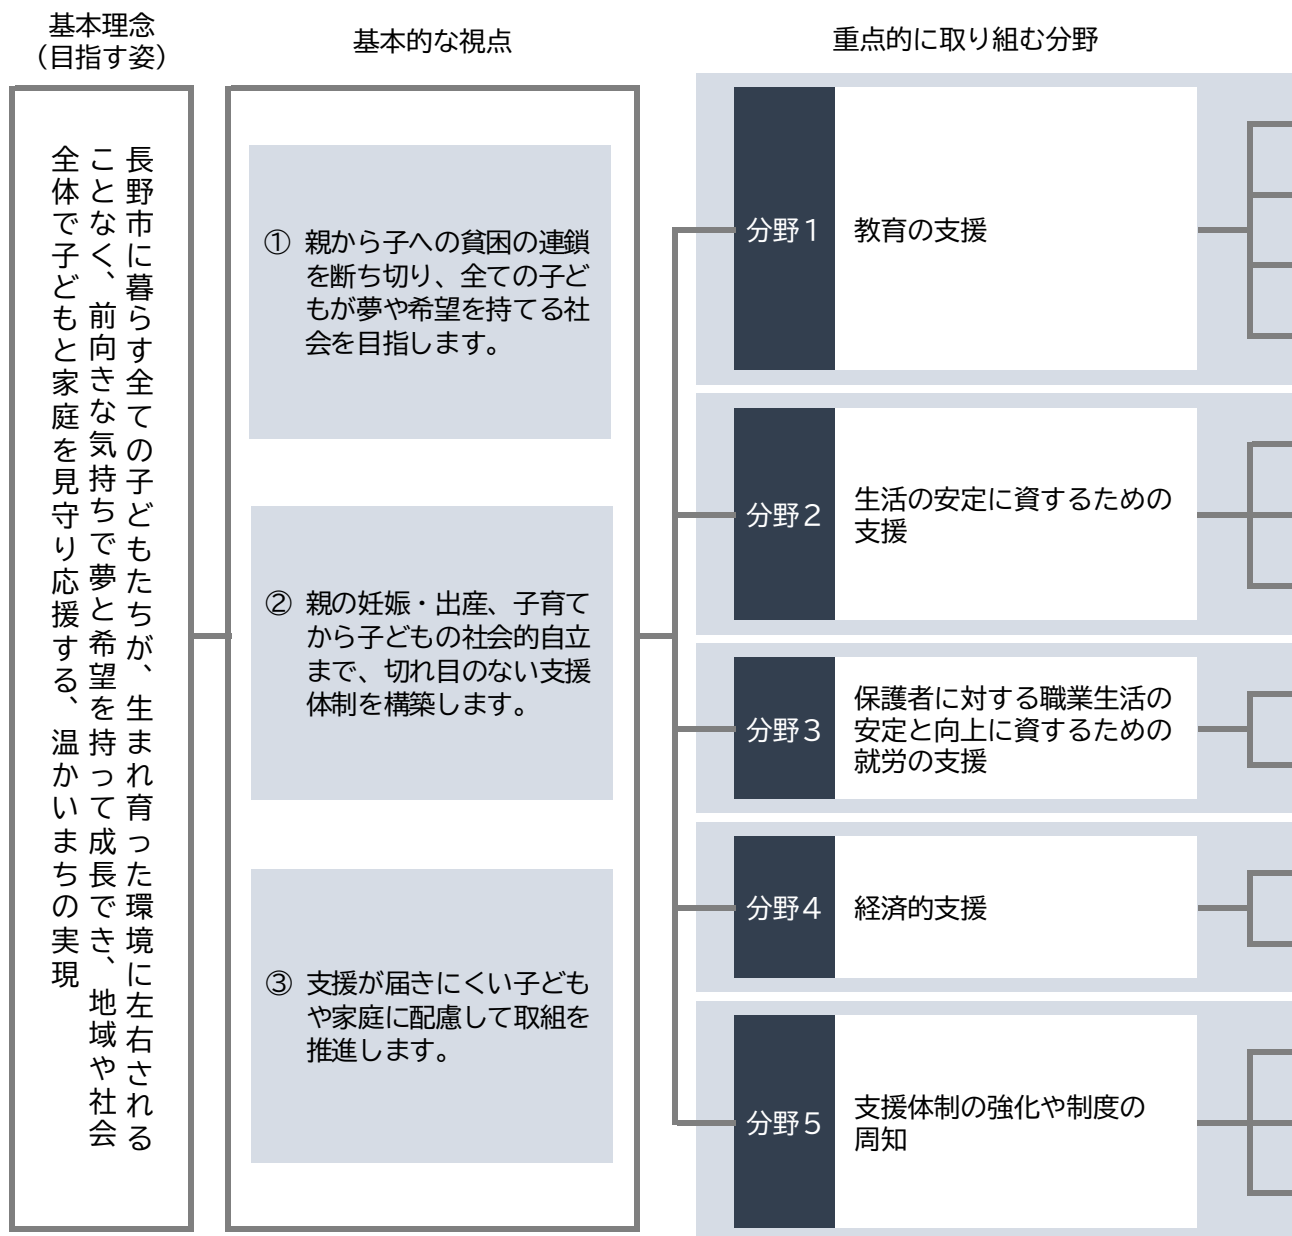 基本理念
（目指す姿）
基本的な視点
重点的に取り組む分野
長野市に暮らす全ての子どもたちが、生まれ育った環境に左右される
ことなく、前向きな気持ちで夢と希望を持って成長でき、地域や社会
全体で子どもと家庭を見守り応援する、温かいまちの実現
① 親から子への貧困の連鎖
を断ち切り、全ての子ど
もが夢や希望を持てる社
会を目指します。
② 親の妊娠・出産、子育て
から子どもの社会的自立
まで、切れ目のない支援
体制を構築します。
③ 支援が届きにくい子ども
や家庭に配慮して取組を
推進します。
分野１ 教育の支援
分野２ 生活の安定に資するための
支援
分野３ 保護者に対する職業生活の
安定と向上に資するための
就労の支援
分野４ 経済的支援
分野５ 支援体制の強化や制度の
周知